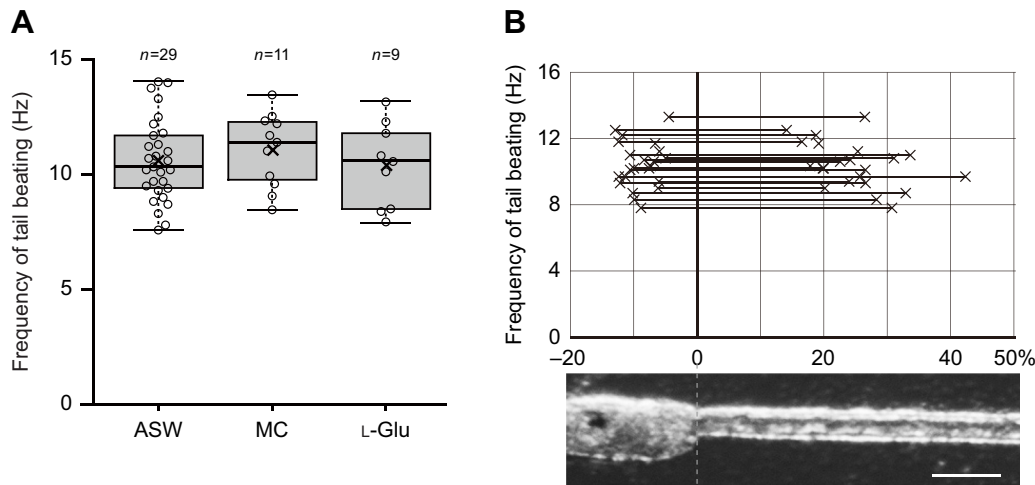 A
n=29
n=11
n=9
15
10
5
0
Frequency of tail beating (Hz)
ASW
MC
L-Glu
B
16
12
8
4
0
Frequency of tail beating (Hz)
–20
0
20
40
50%